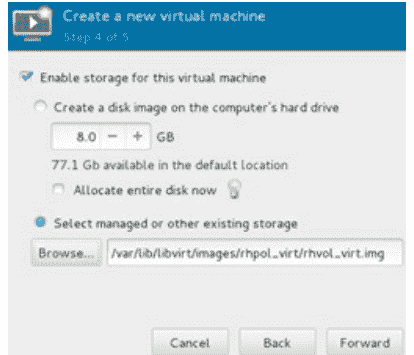 Create a new virtual machine
Step 4 of 5
Enable storage for this virtual machine
Create a disk image on the computer's hard drive
8.0 − + GB
77.1 Gb available in the default location
Allocate entire disk now
Select managed or other existing storage
Browse... /var/lib/libvirt/images/rhpol_virt/rhvol_virt.img
Cancel Back Forward